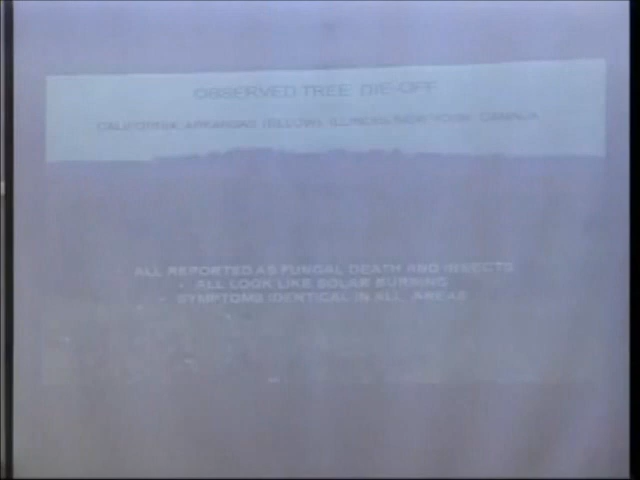 OBSERVED TREE DIE-OFF
CALIFORNIA, ARKANSAS (BELOW), ILLINOIS, NEW YORK, CANADA
ALL REPORTED AS FUNGAL DEATH AND INSECTS
• ALL LOOK LIKE SOLAR BURNING
• SYMPTOMS IDENTICAL IN ALL AREAS